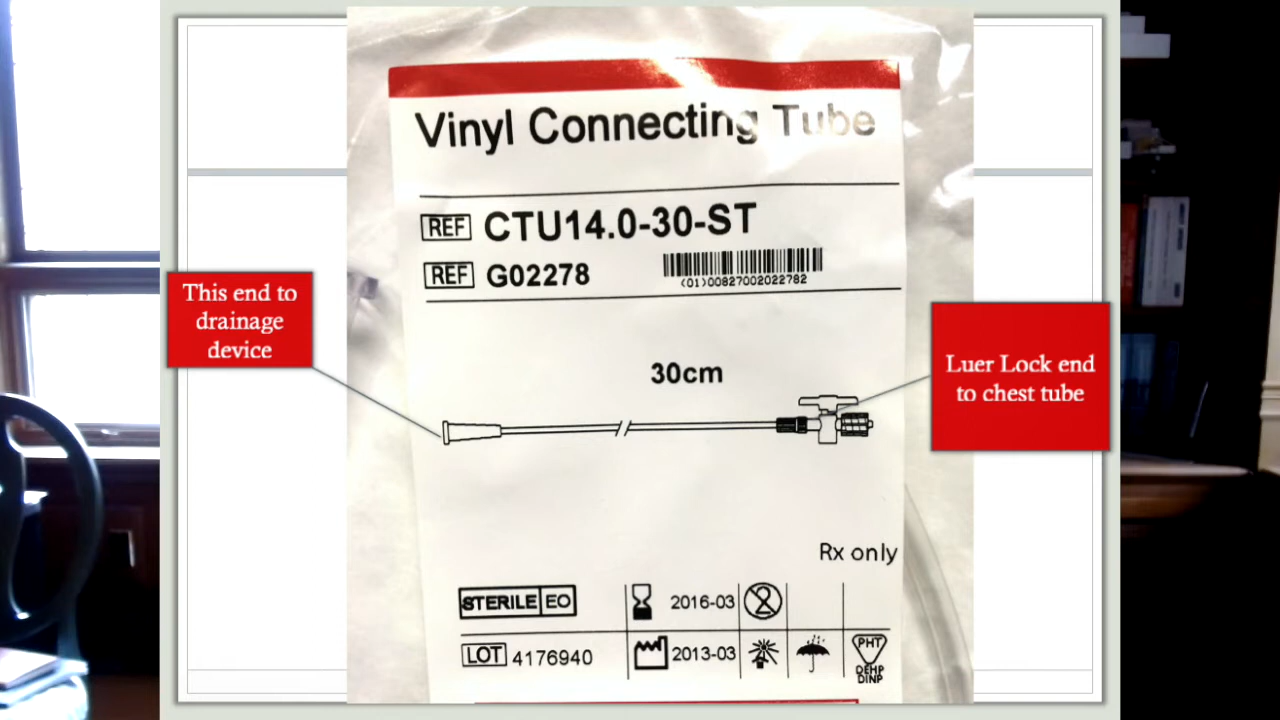 Vinyl Connecting Tube
REF CTU14.0-30-ST
REF G02278
(01)00827002022782
This end to
drainage
device
30cm
Luer Lock end
to chest tube
Rx only
STERILE EO
2016-03
2
LOT 4176940
2013-03
PHT
DEHP
DINP